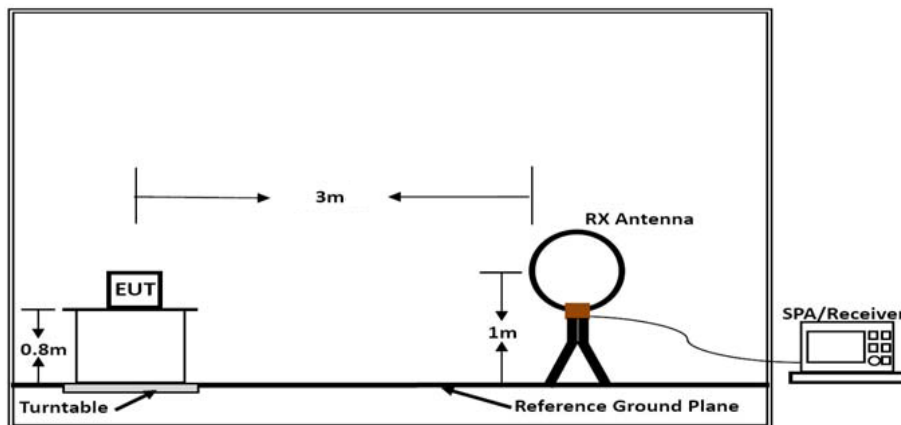 3m
RX Antenna
EUT
SPA/Receiver
0.8m
1m
Turntable
Reference Ground Plane